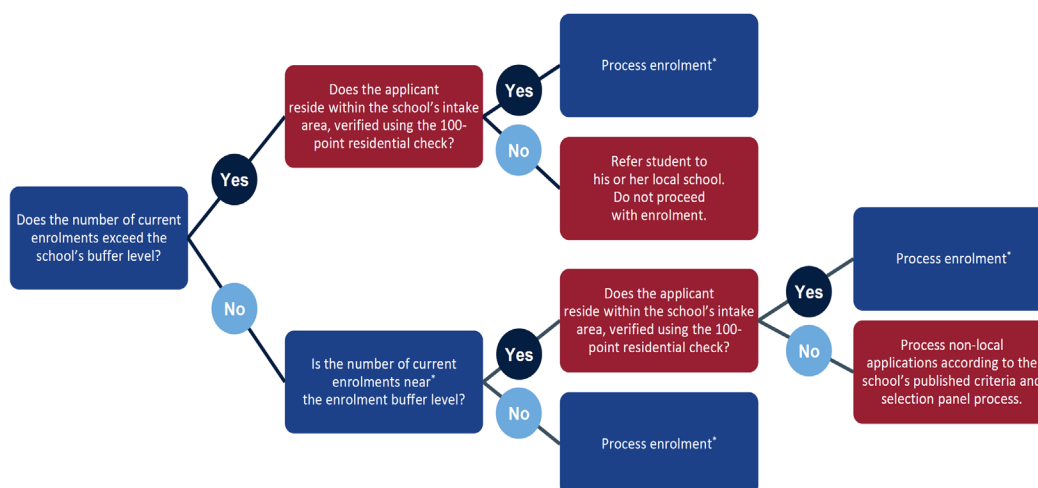 Does the number of current
enrolments exceed the
school's buffer level?
Yes
No
Does the applicant
reside within the school's intake
area, verified using the 100-
point residential check?
Yes
No
Process enrolment*
Refer student to
his or her local school.
Do not proceed
with enrolment.
Is the number of current
enrolments near*
the enrolment buffer level?
Yes
No
Does the applicant
reside within the school's intake
area, verified using the 100-
point residential check?
Yes
No
Process enrolment*
Process non-local
applications according to the
school's published criteria and
selection panel process.
Process enrolment*